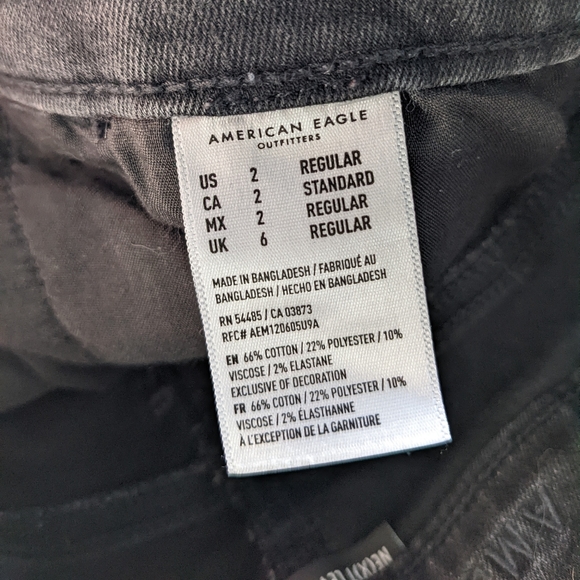 AMERICAN EAGLE
OUTFITTERS
US 2 REGULAR
CA 2 STANDARD
MX 2 REGULAR
UK 6 REGULAR
MADE IN BANGLADESH / FABRIQUÉ AU
BANGLADESH / HECHO EN BANGLADESH
RN 54485 / CA 03873
RFC# AEM120605U9A
EN 66% COTTON / 22% POLYESTER / 10%
VISCOSE / 2% ELASTANE
EXCLUSIVE OF DECORATION
FR 66% COTON / 22% POLYESTER / 10%
VISCOSE / 2% ÉLASTHANNE
À L'EXCEPTION DE LA GARNITURE